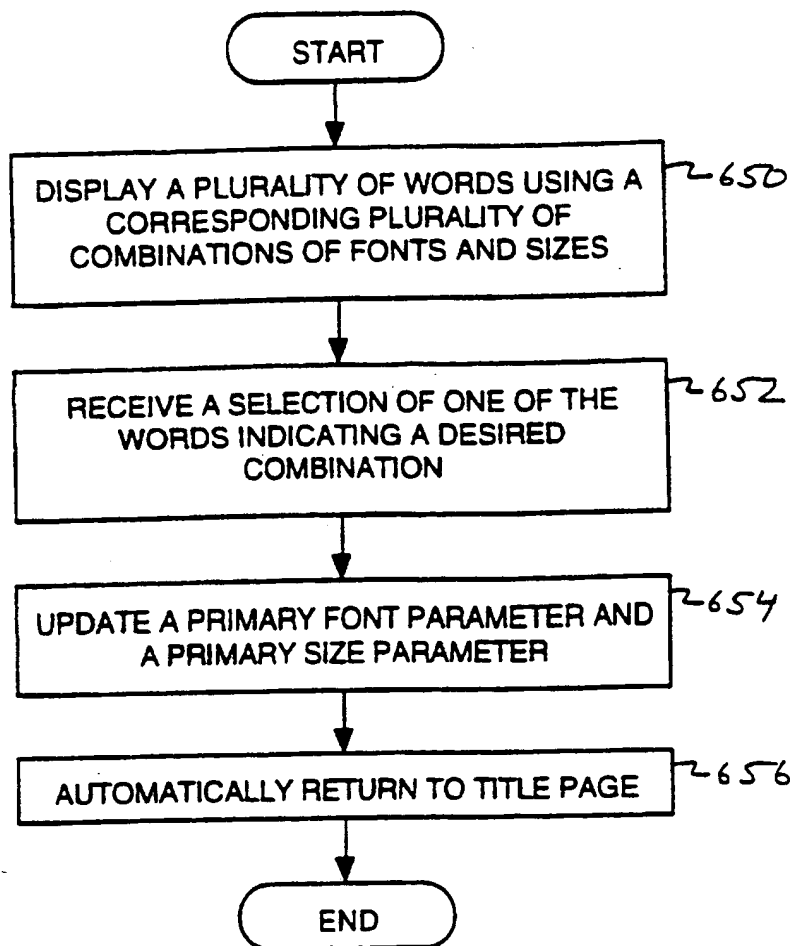 START
DISPLAY A PLURALITY OF WORDS USING A
CORRESPONDING PLURALITY OF
COMBINATIONS OF FONTS AND SIZES
650
RECEIVE A SELECTION OF ONE OF THE
WORDS INDICATING A DESIRED
COMBINATION
652
UPDATE A PRIMARY FONT PARAMETER AND
A PRIMARY SIZE PARAMETER
654
AUTOMATICALLY RETURN TO TITLE PAGE
656
END